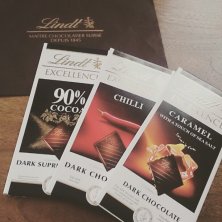 Lindt
MAÎTRE CHOCOLATIER SUISSE
DEPUIS 1845
Lindt
EXCELLENCE
90%
COCOA
DARK SUPR
CHILLI
DARK CHO
CARAMEL
WITH A TOUCH OF SEA SALT
DARK CHOCOLATE